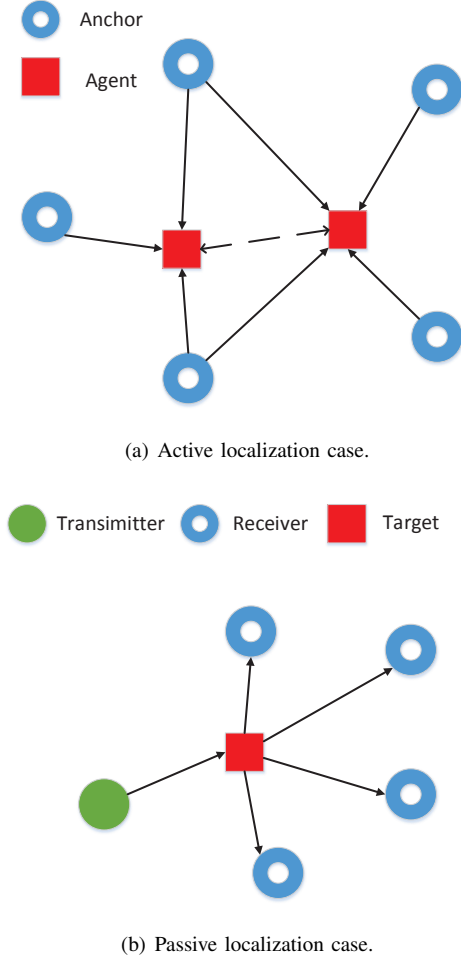 Anchor
Agent
(a) Active localization case.
Transimitter Receiver Target
(b) Passive localization case.